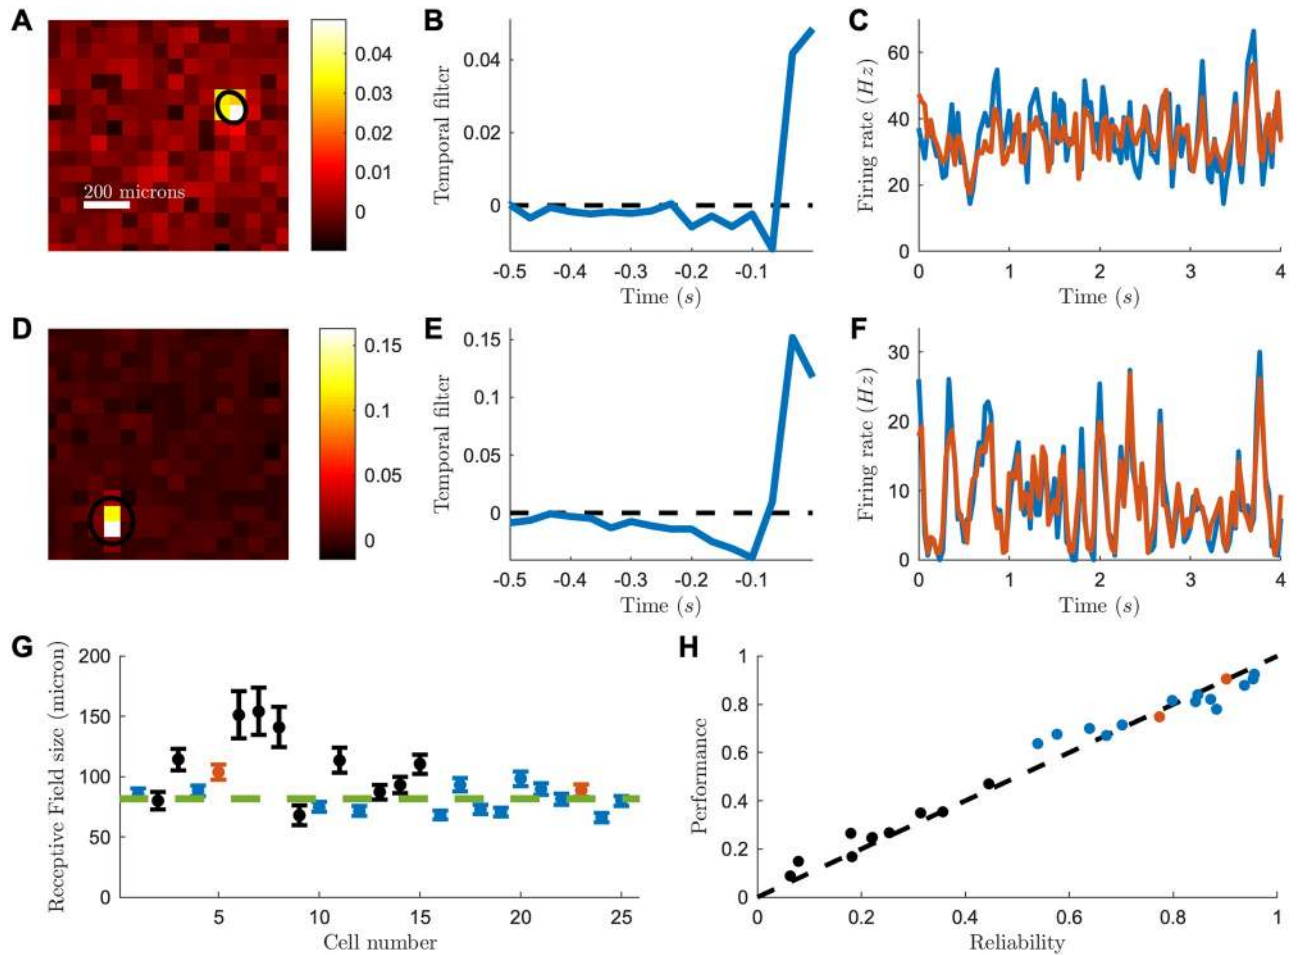 A
0.04
0.03
0.02
0.01
0
200 microns
B
0.04
0.02
0
Temporal filter
-0.5 -0.4 -0.3 -0.2 -0.1
Time (s)
C
60
40
20
0
Firing rate (Hz)
0 1 2 3 4
Time (s)
D
0.15
0.1
0.05
0
E
0.15
0.1
0.05
0
Temporal filter
-0.5 -0.4 -0.3 -0.2 -0.1
Time (s)
F
30
20
10
0
Firing rate (Hz)
0 1 2 3 4
Time (s)
G
200
150
100
50
0
Receptive Field size (micron)
5 10 15 20 25
Cell number
H
1
0.8
0.6
0.4
0.2
0
Performance
0 0.2 0.4 0.6 0.8 1
Reliability